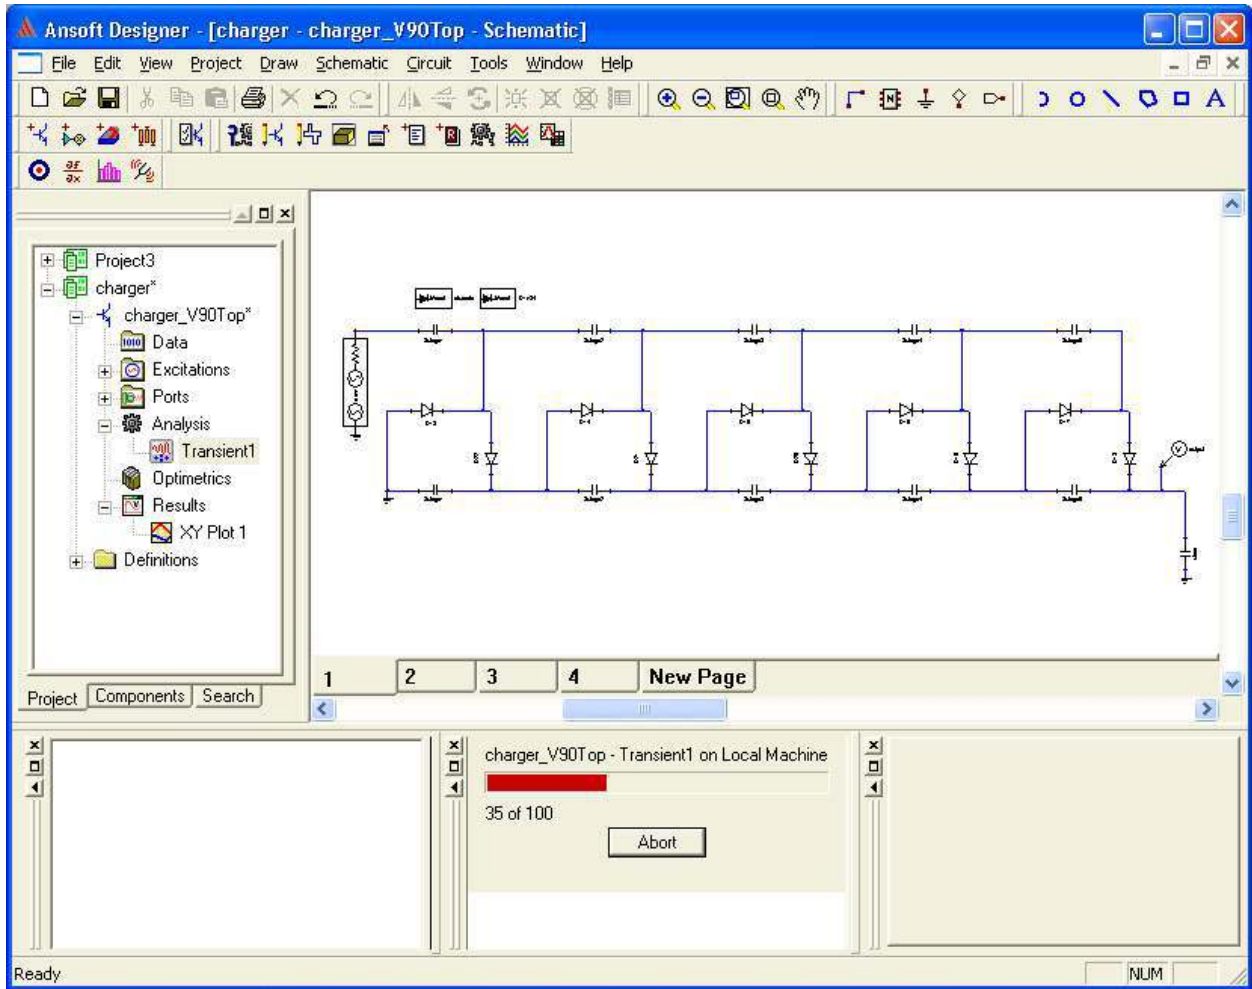 Ansoft Designer - [charger - charger_V90Top - Schematic]
File Edit View Project Draw Schematic Circuit Tools Window Help
Project3
charger*
charger_V90Top*
Data
Excitations
Ports
Analysis
Transient1
Optimetrics
Results
XY Plot 1
Definitions
Project Components Search
1 2 3 4 New Page
charger_V90Top - Transient1 on Local Machine
35 of 100
Abort
Ready
NUM